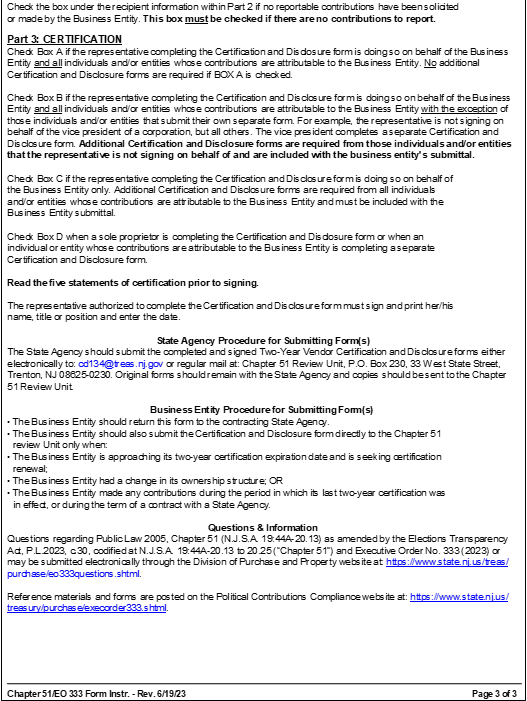 Check the box under the recipient information within Part 2 if no reportable contributions have been solicited
or made by the Business Entity. This box must be checked if there are no contributions to report.
Part 3: CERTIFICATION
Check Box A if the representative completing the Certification and Disclosure form is doing so on behalf of the Business
Entity and all individuals and/or entities whose contributions are attributable to the Business Entity. No additional
Certification and Disclosure forms are required if BOX A is checked.
Check Box B if the representative completing the Certification and Disclosure form is doing so on behalf of the Business
Entity and all individuals and/or entities whose contributions are attributable to the Business Entity with the exception of
those individuals and/or entities that submit their own separate form. For example, the representative is not signing on
behalf of the vice president of a corporation, but all others. The vice president completes a separate Certification and
Disclosure form. Additional Certification and Disclosure forms are required from those individuals and/or entities
that the representative is not signing on behalf of and are included with the business entity's submittal.
Check Box C if the representative completing the Certification and Disclosure form is doing so on behalf of
the Business Entity only. Additional Certification and Disclosure forms are required from all individuals
and/or entities whose contributions are attributable to the Business Entity and must be included with the
Business Entity submittal.
Check Box D when a sole proprietor is completing the Certification and Disclosure form or when an
individual or entity whose contributions are attributable to the Business Entity is completing a separate
Certification and Disclosure form.
Read the five statements of certification prior to signing.
The representative authorized to complete the Certification and Disclosure form must sign and print her/his
name, title or position and enter the date.
State Agency Procedure for Submitting Form(s)
The State Agency should submit the completed and signed Two-Year Vendor Certification and Disclosure forms either
electronically to: cd134@treas.nj.gov or regular mail at: Chapter 51 Review Unit, P.O. Box 230, 33 West State Street,
Trenton, NJ 08625-0230. Original forms should remain with the State Agency and copies should be sent to the Chapter
51 Review Unit.
Business Entity Procedure for Submitting Form(s)
• The Business Entity should return this form to the contracting State Agency.
• The Business Entity should also submit the Certification and Disclosure form directly to the Chapter 51
review Unit only when:
• The Business Entity is approaching its two-year certification expiration date and is seeking certification
renewal;
• The Business Entity had a change in its ownership structure; OR
• The Business Entity made any contributions during the period in which its last two-year certification was
in effect, or during the term of a contract with a State Agency.
Questions & Information
Questions regarding Public Law 2005, Chapter 51 (N.J.S.A. 19:44A-20.13) as amended by the Elections Transparency
Act, P.L.2023, c.30, codified at N.J.S.A. 19:44A-20.13 to 20.25 ("Chapter 51") and Executive Order No. 333 (2023) or
may be submitted electronically through the Division of Purchase and Property website at: https://www.state.nj.us/treas/
purchase/eo333questions.shtml.
Reference materials and forms are posted on the Political Contributions Compliance website at: https://www.state.nj.us/
treasury/purchase/execorder333.shtml.
Chapter 51/EO 333 Form Instr. - Rev. 6/19/23
Page 3 of 3